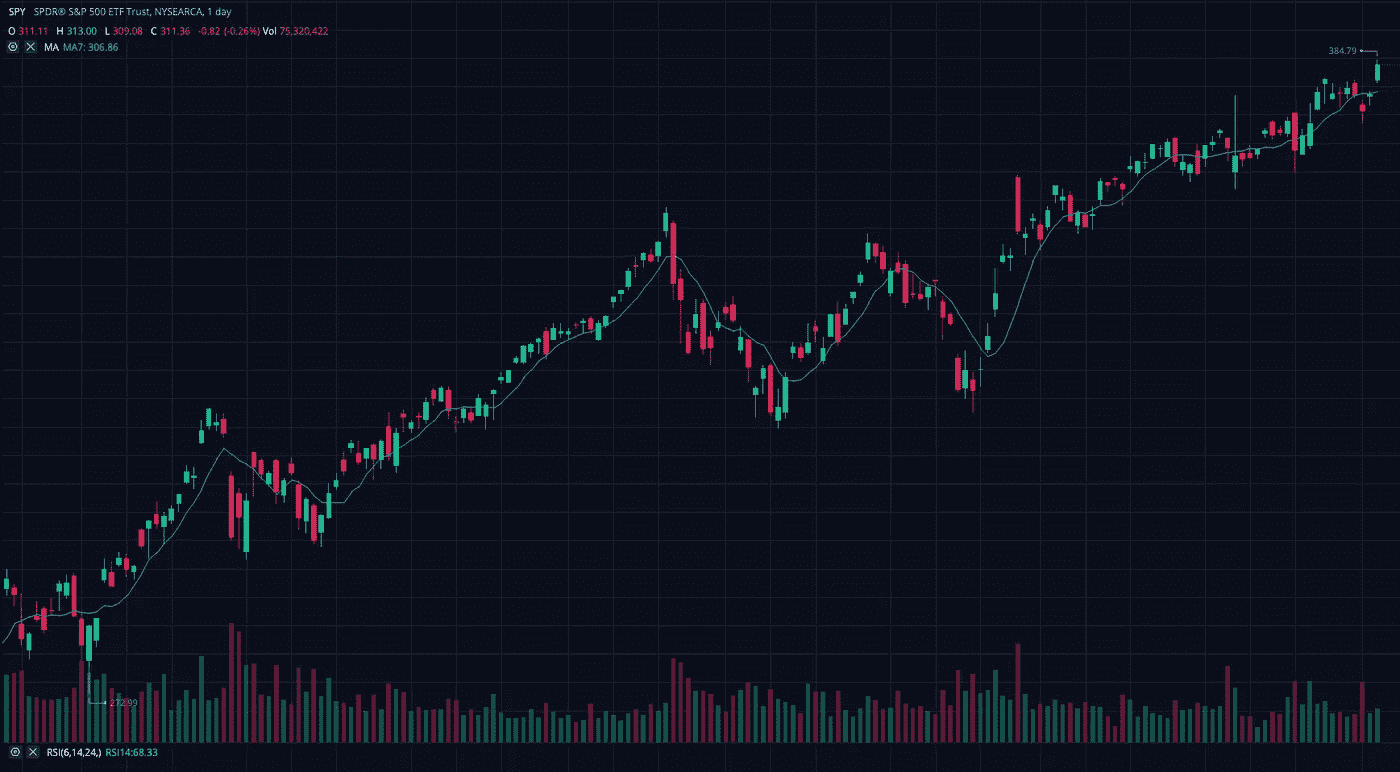 SPY SPDR® S&P 500 ETF Trust, NYSEARCA, 1 day
O 311.11 H 313.00 L 309.08 C 311.36 -0.82 (-0.26%) Vol 75,320,422
MA MA7: 306.86
384.79
272.99
RSI(6,14,24,) RSI14:68.33